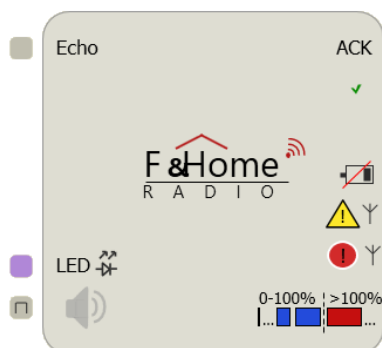 Echo ACK
F&Home
RADIO
LED
0-100% >100%
... ...